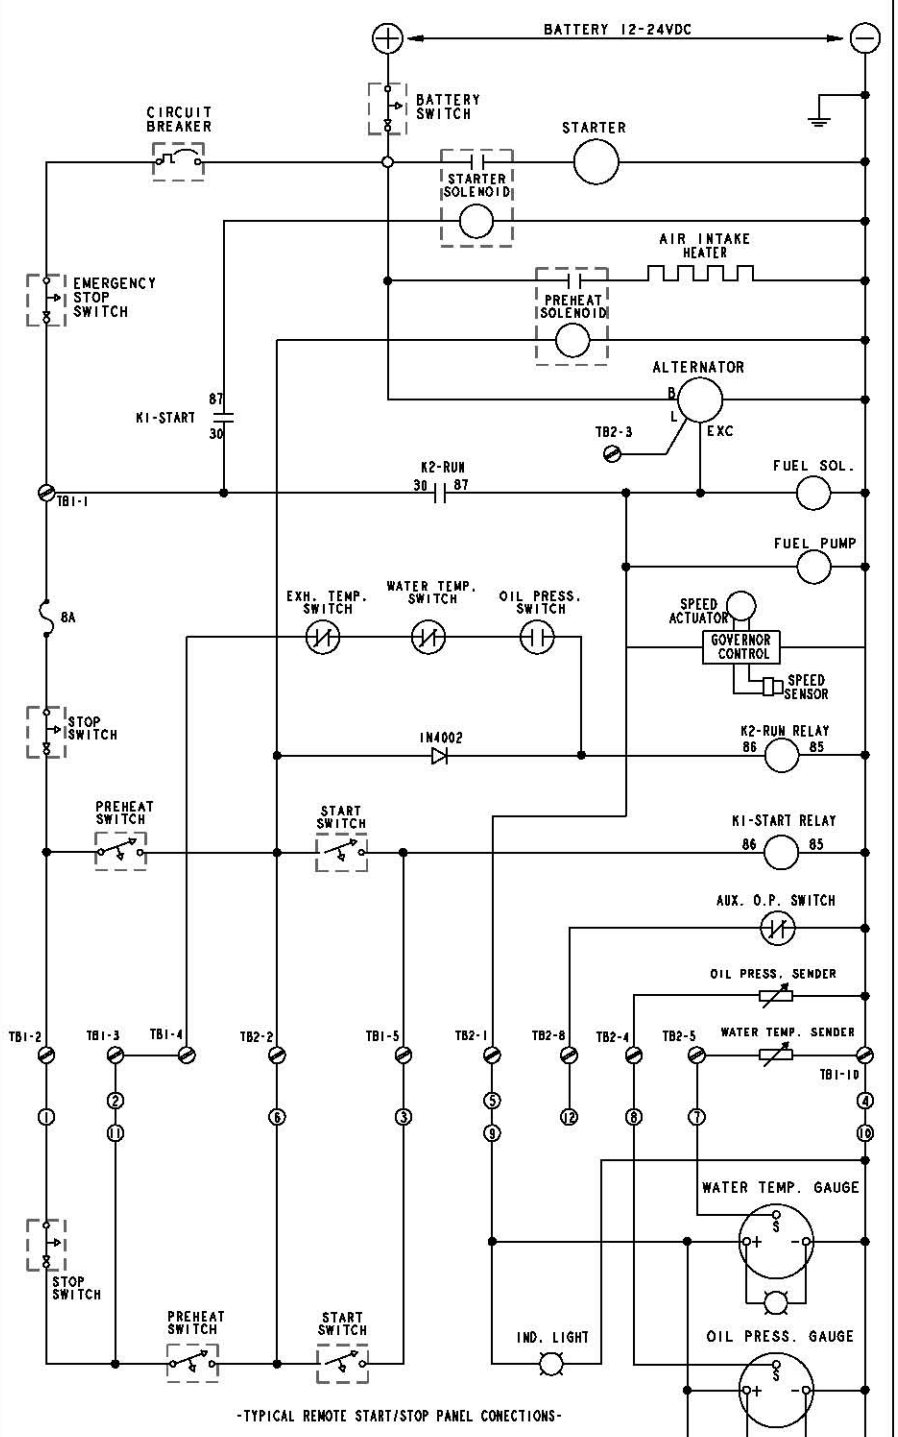 BATTERY 12-24VDC
+
-
BATTERY
SWITCH
CIRCUIT
BREAKER
STARTER
STARTER
SOLENOID
AIR INTAKE
HEATER
EMERGENCY
STOP
SWITCH
PREHEAT
SOLENOID
ALTERNATOR
B
L
EXC
87
K1-START
30
TB2-3
K2-RUN
30
87
FUEL SOL.
TB1-1
FUEL PUMP
EXH. TEMP.
SWITCH
WATER TEMP.
SWITCH
OIL PRESS.
SWITCH
SPEED
ACTUATOR
8A
GOVERNOR
CONTROL
SPEED
SENSOR
STOP
SWITCH
1N4002
K2-RUN RELAY
86
85
PREHEAT
SWITCH
START
SWITCH
K1-START RELAY
86
85
AUX. O.P. SWITCH
OIL PRESS. SENDER
TB1-2
TB1-3
TB1-4
TB2-2
TB1-5
TB2-1
TB2-8
TB2-4
TB2-5
WATER TEMP. SENDER
TB1-10
2
5
4
1
6
3
12
8
7
11
9
10
WATER TEMP. GAUGE
S
+
-
STOP
SWITCH
PREHEAT
SWITCH
START
SWITCH
IND. LIGHT
OIL PRESS. GAUGE
S
+
-
-TYPICAL REMOTE START/STOP PANEL CONECTIONS-